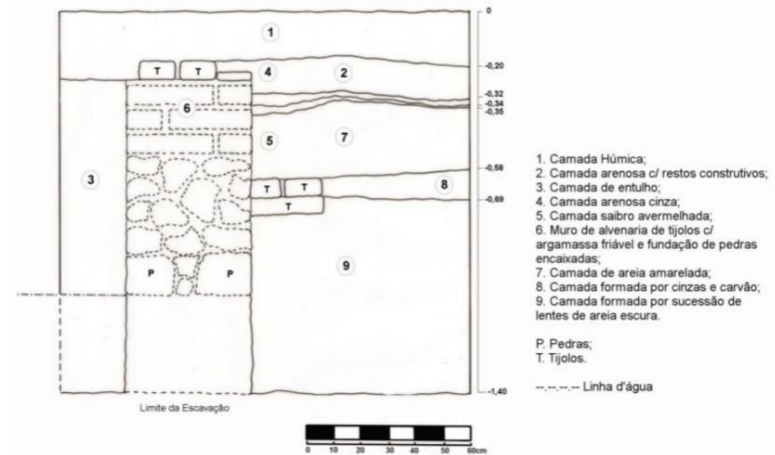 1
T
T
4
2
6
5
7
3
T
T
8
T
P
P
9
0
-0,20
-0,32
-0,34
-0,35
-0,58
-0,69
-1,40
Limite da Escavação
0 10 20 30 40 50 60cm
1. Camada Húmica;
2. Camada arenosa c/ restos construtivos;
3. Camada de entulho;
4. Camada arenosa cinza;
5. Camada saibro avermelhada;
6. Muro de alvenaria de tijolos c/
argamassa friável e fundação de pedras
encaixadas;
7. Camada de areia amarelada;
8. Camada formada por cinzas e carvão;
9. Camada formada por sucessão de
lentes de areia escura.
P. Pedras;
T. Tijolos.
--.--.--.-- Linha d'água